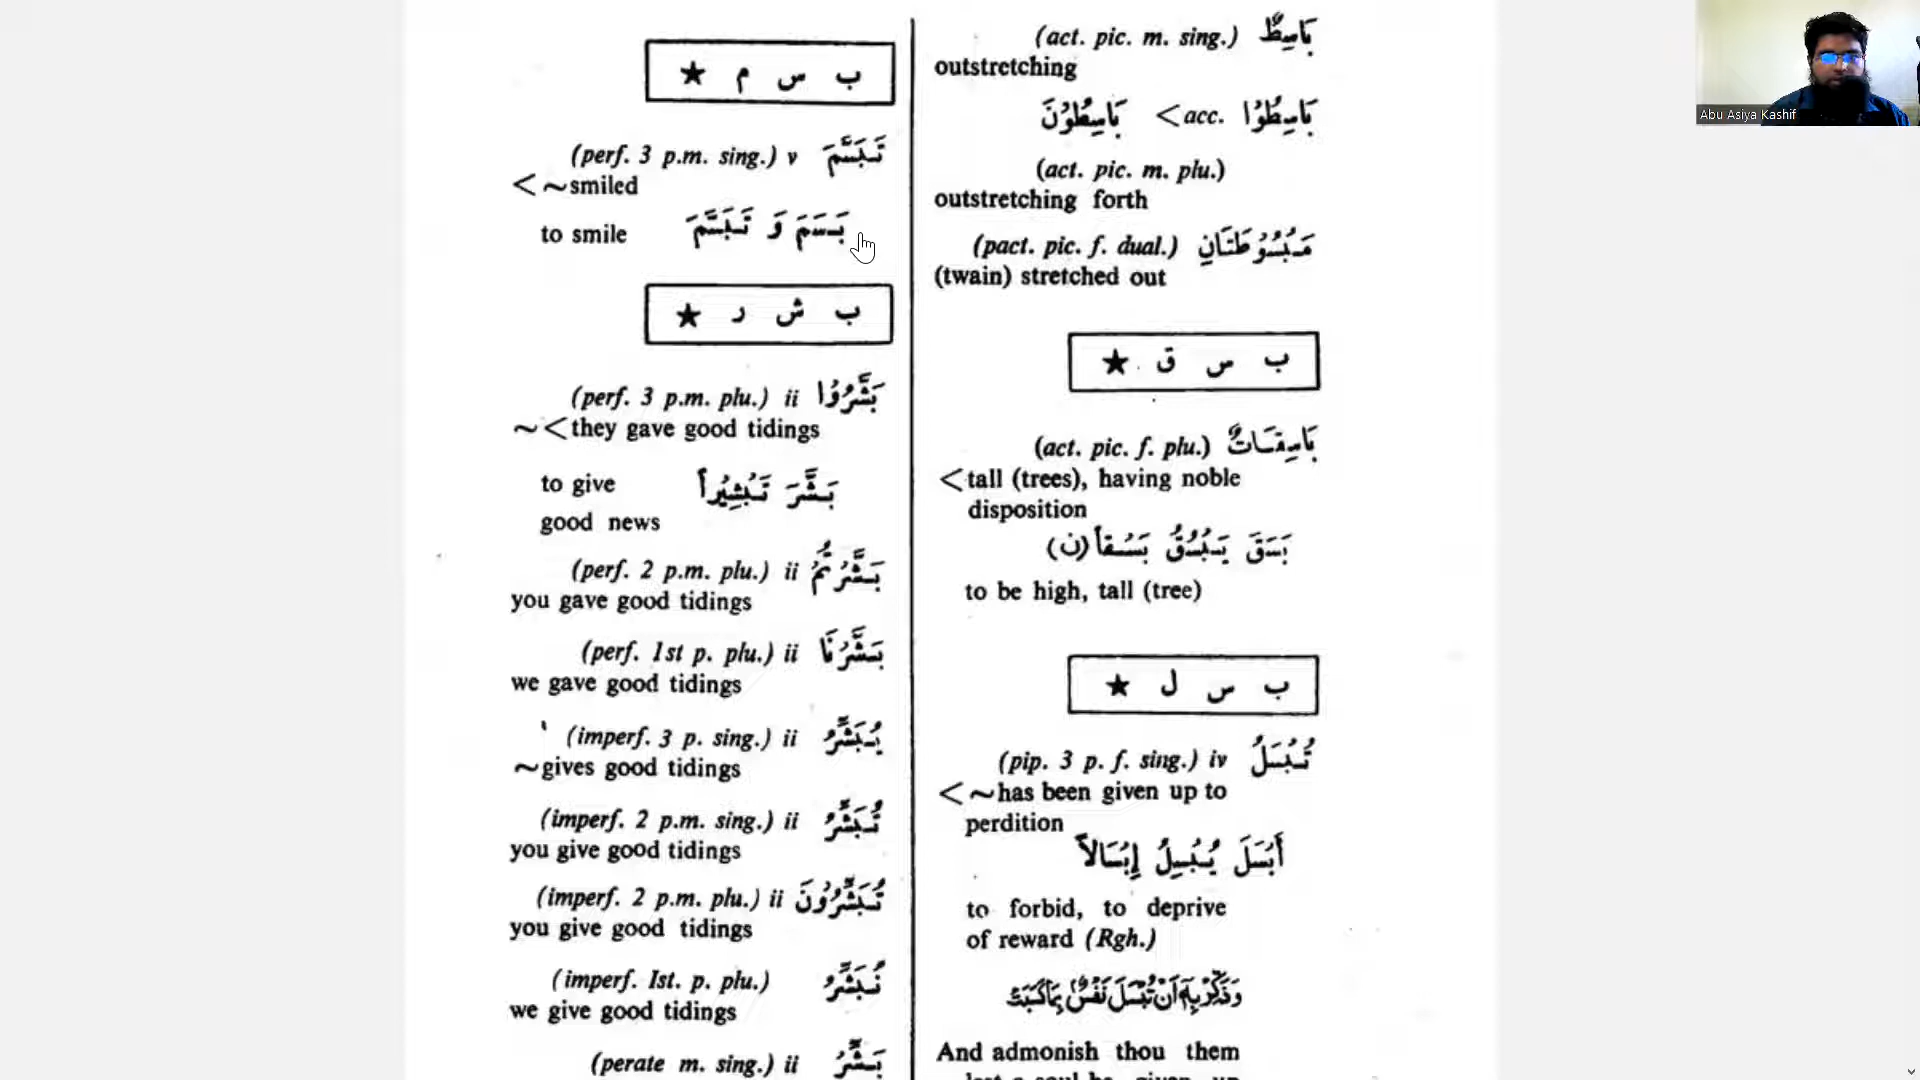 ب س م ★
(perf. 3 p.m. sing.) v تَبَسَّمَ
<~smiled
to smile بَسَمَ وَ تَبَسَّمَ
ب ش ر ★
(perf. 3 p.m. plu.) ii بَشَّرُوْا
~<they gave good tidings
to give بَشَّرَ تَبْشِيْراً
good news
(perf. 2 p.m. plu.) ii بَشَّرْتُمُ
you gave good tidings
(perf. 1st p. plu.) ii بَشَّرْنَا
we gave good tidings
(imperf. 3 p. sing.) ii يُبَشِّرُ
~gives good tidings
(imperf. 2 p.m. sing.) ii تُبَشِّرُ
you give good tidings
(imperf. 2 p.m. plu.) ii تُبَشِّرُوْنَ
you give good tidings
(imperf. Ist. p. plu.) نُبَشِّرُ
we give good tidings
(perate m. sing.) ii بَشِّرْ
(act. pic. m. sing.) بَاسِطٌ
outstretching
بَاسِطُوْنَ <acc. بَاسِطُوْا
(act. pic. m. plu.)
outstretching forth
(pact. pic. f. dual.) مَبْسُوْطَتَانِ
(twain) stretched out
ب س ق ★
(act. pic. f. plu.) بَاسِقَاتٌ
<tall (trees), having noble
disposition
بَسَقَ يَبْسُقُ بَسْقاً (ن)
to be high, tall (tree)
ب س ل ★
(pip. 3 p. f. sing.) iv تُبْسَلُ
<~has been given up to
perdition
أَبْسَلَ يُبْسِلُ إِبْسَالاً
to forbid, to deprive
of reward (Rgh.)
وَذَكِّرْ بِهٖٓ اَنْ تُبْسَلَ نَفْسٌۢ بِمَا كَسَبَتْ
And admonish thou them
lest a soul be given up
Abu Asiya Kashif